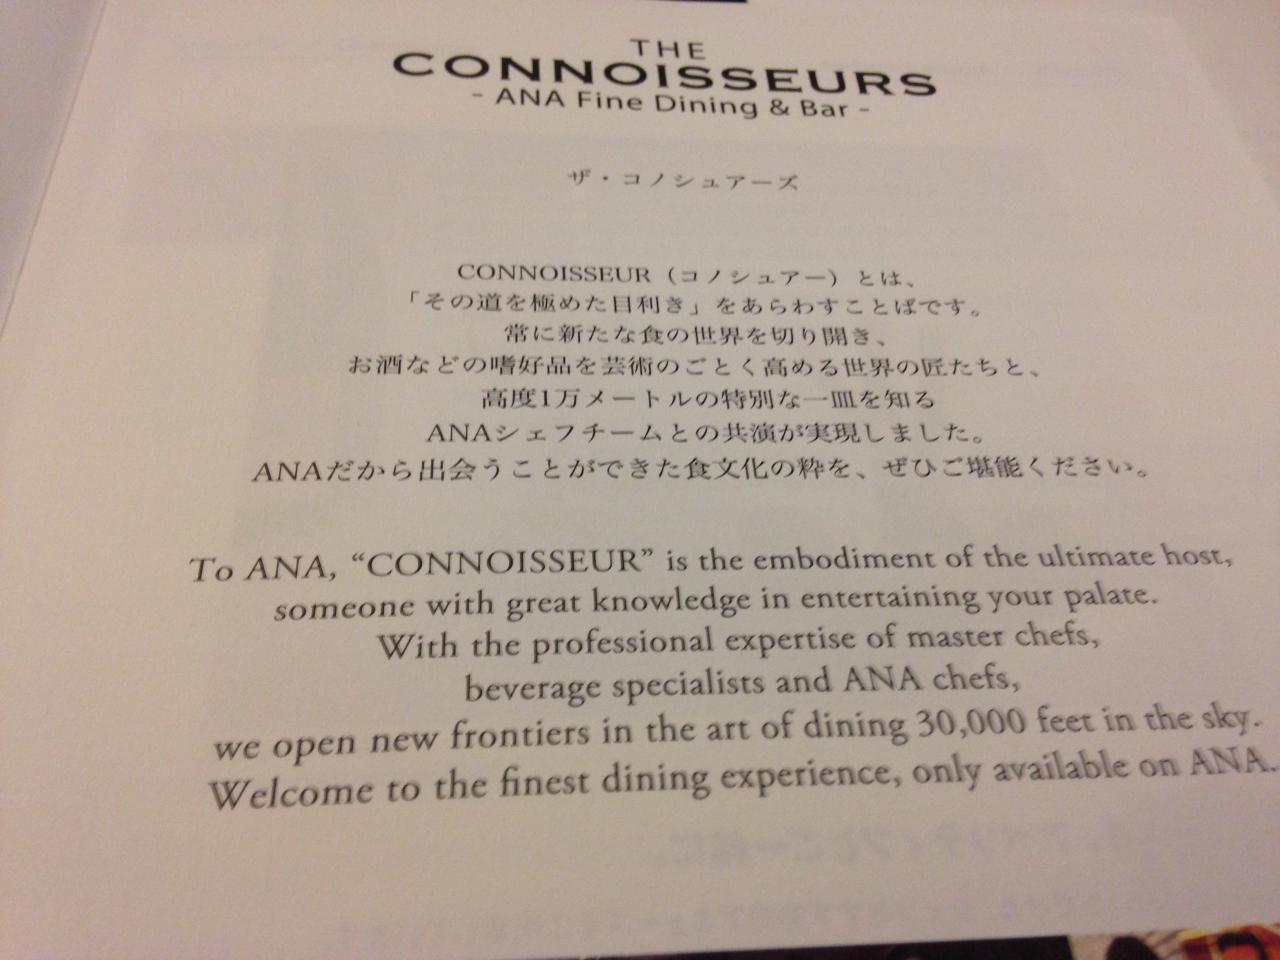 THE
CONNOISSEURS
- ANA Fine Dining & Bar -
ザ・コノシュアーズ
CONNOISSEUR（コノシュアー）とは、
「その道を極めた目利き」をあらわすことばです。
常に新たな食の世界を切り開き、
お酒などの嗜好品を芸術のごとく高める世界の匠たちと、
高度1万メートルの特別な一皿を知る
ANAシェフチームとの共演が実現しました。
ANAだから出会うことができた食文化の粋を、ぜひご堪能ください。
To ANA, “CONNOISSEUR” is the embodiment of the ultimate host,
someone with great knowledge in entertaining your palate.
With the professional expertise of master chefs,
beverage specialists and ANA chefs,
we open new frontiers in the art of dining 30,000 feet in the sky.
Welcome to the finest dining experience, only available on ANA.